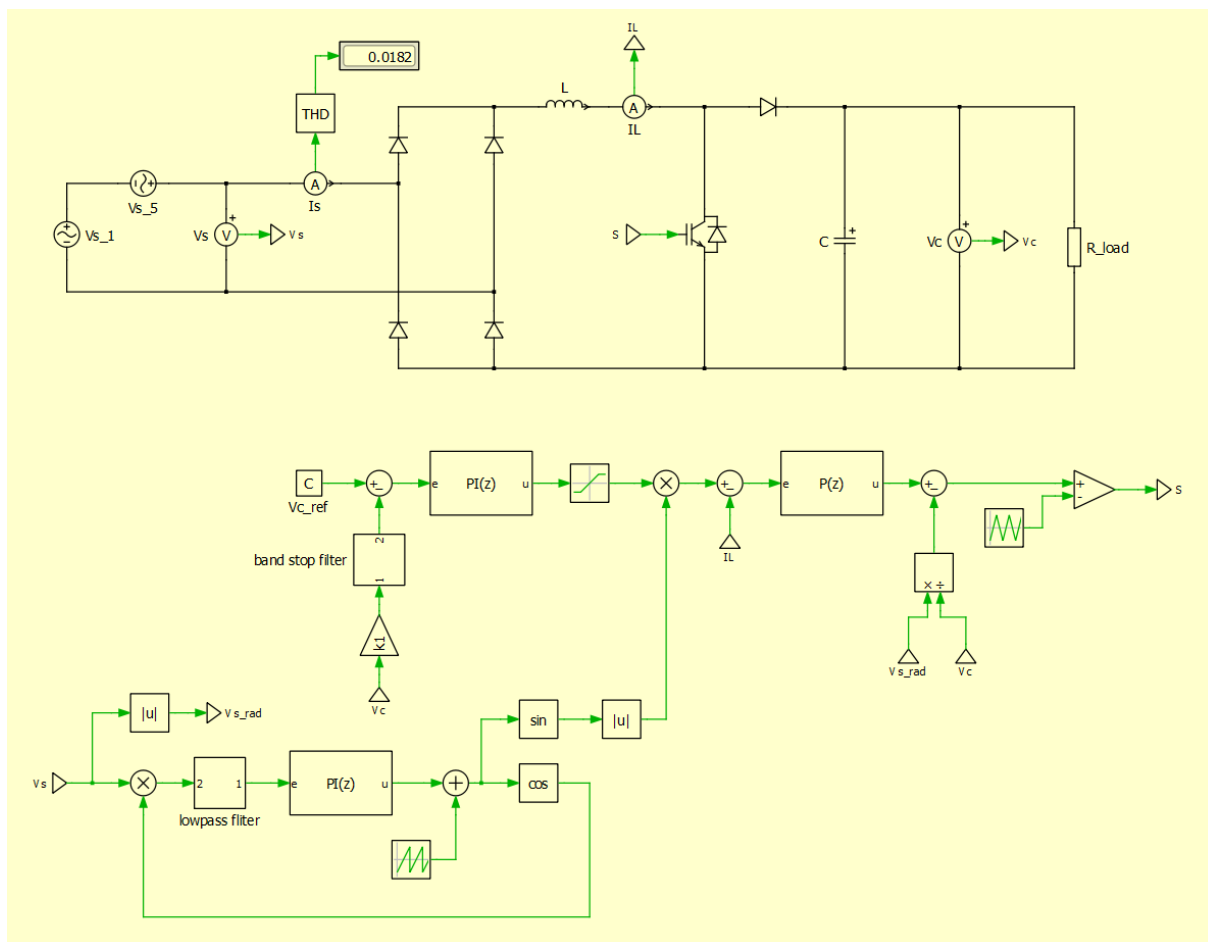 IL
0.0182
THD
L
A
IL
A
Is
Vs_5
Vs_1
Vs
V
Vs
S
C
Vc
V
Vc
R_load
C
Vc_ref
e
PI(z)
u
IL
e
P(z)
u
S
band stop filter
2
1
k1
Vc
× ÷
Vs_rad
Vc
|u|
Vs_rad
sin
|u|
Vs
2
1
lowpass fliter
e
PI(z)
u
cos